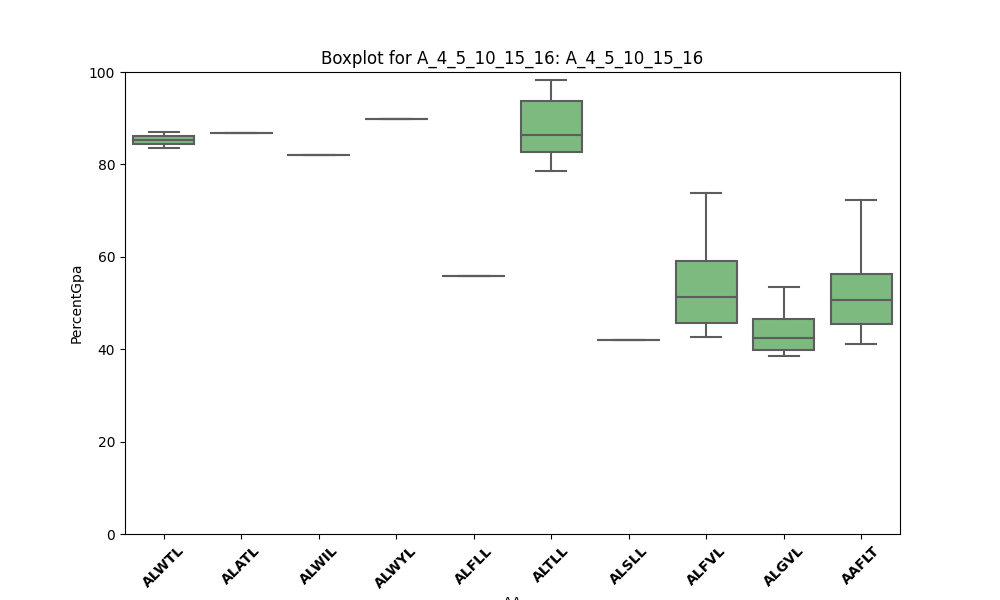 Boxplot for A_4_5_10_15_16: A_4_5_10_15_16
100
80
60
40
20
0
PercentGpa
ALWTL
ALATL
ALWIL
ALWYL
ALFLL
ALTLL
ALSLL
ALFVL
ALGVL
AAFLT